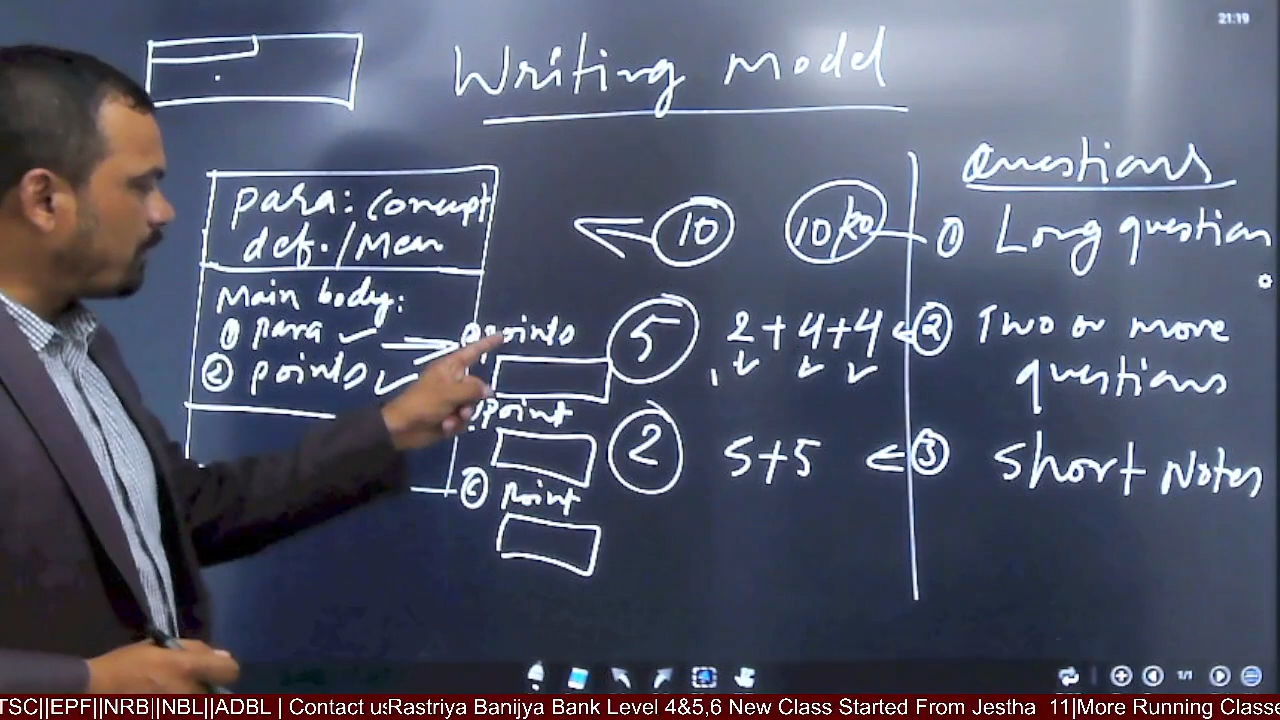 21:19
Writing model
Questions
para: Concept
def./Mean
10
10 ko
① Long question
Main body:
① para ✓
② points ✓
points
5
2 + 4 + 4
② Two or more
questions
point
2
5+5
③ Short Notes
© Point
1/1
TSC||EPF||NRB||NBL||ADBL | Contact us Rastriya Banijya Bank Level 4&5,6 New Class Started From Jestha 11|More Running Classe